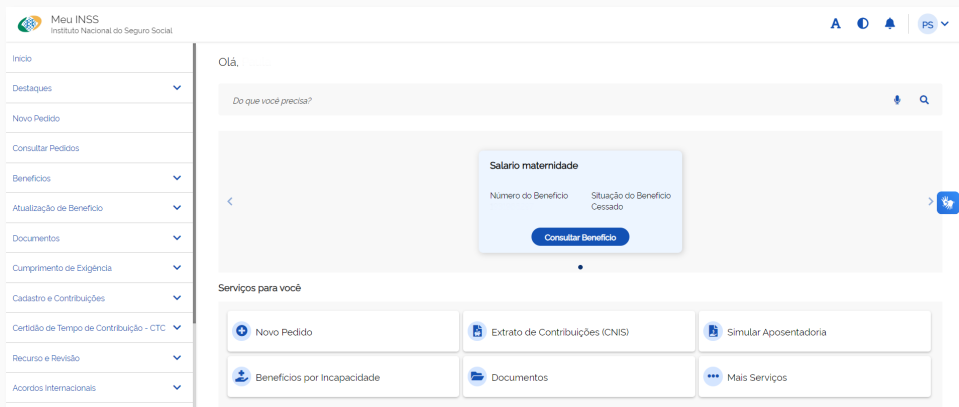 Meu INSS
Instituto Nacional do Seguro Social
A
PS
Início
Destaques
Novo Pedido
Consultar Pedidos
Benefícios
Atualização de Benefício
Documentos
Cumprimento de Exigência
Cadastro e Contribuições
Certidão de Tempo de Contribuição - CTC
Recurso e Revisão
Acordos Internacionais
Olá,
Do que você precisa?
Salario maternidade
Número do Benefício
Situação do Benefício
Cessado
Consultar Benefício
Serviços para você
Novo Pedido
Extrato de Contribuições (CNIS)
Simular Aposentadoria
Benefícios por Incapacidade
Documentos
Mais Serviços